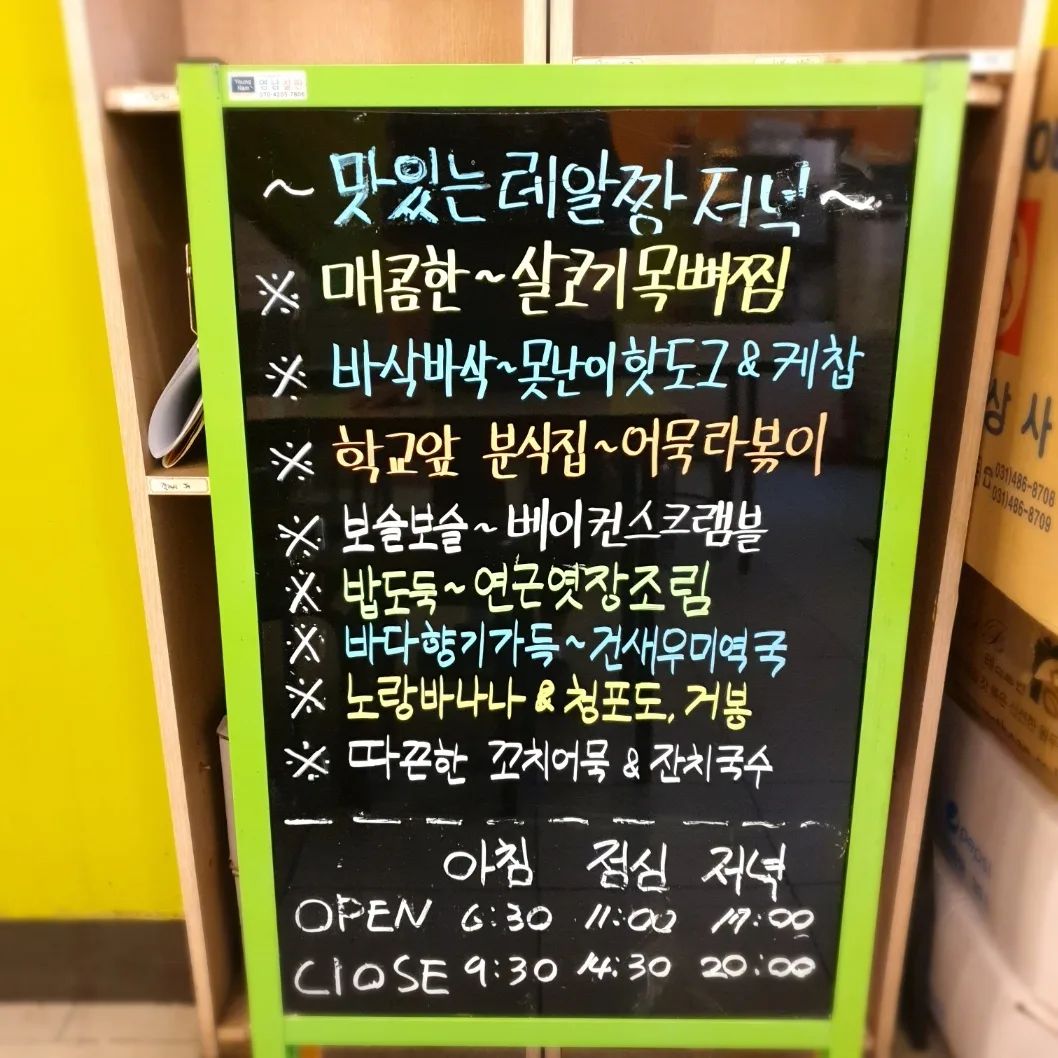 Young Nam 영남칠판
070-4205-7806
~ 맛있는 레알짱 저녁 ~
※ 매콤한~살코기목뼈찜
※ 바삭바삭~못난이핫도그 & 케찹
※ 학교앞 분식집~어묵라볶이
※ 보슬보슬~베이컨스크램블
※ 밥도둑~연근엿장조림
※ 바다향기가득~건새우미역국
※ 노랑바나나 & 청포도, 거봉
※ 따끈한 꼬치어묵 & 잔치국수
아침 점심 저녁
OPEN 6:30 11:00 17:00
ClOSE 9:30 14:30 20:00
상사
031)486-8708
031)486-8709